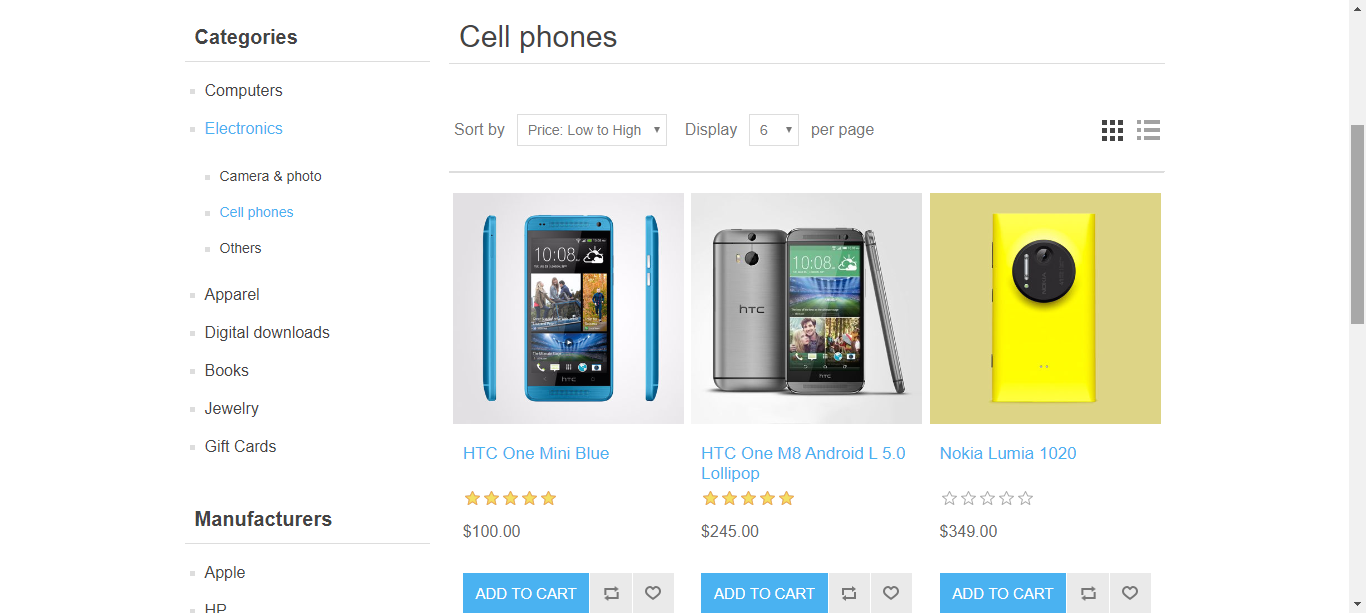 Categories
Computers
Electronics
Camera & photo
Cell phones
Others
Apparel
Digital downloads
Books
Jewelry
Gift Cards
Manufacturers
Apple
HP
Cell phones
Sort by Price: Low to High Display 6 per page
10:08
10:08
hTC
hTC
hTC
NOKIA
HTC One Mini Blue
HTC One M8 Android L 5.0
Lollipop
Nokia Lumia 1020
$100.00
$245.00
$349.00
ADD TO CART
ADD TO CART
ADD TO CART